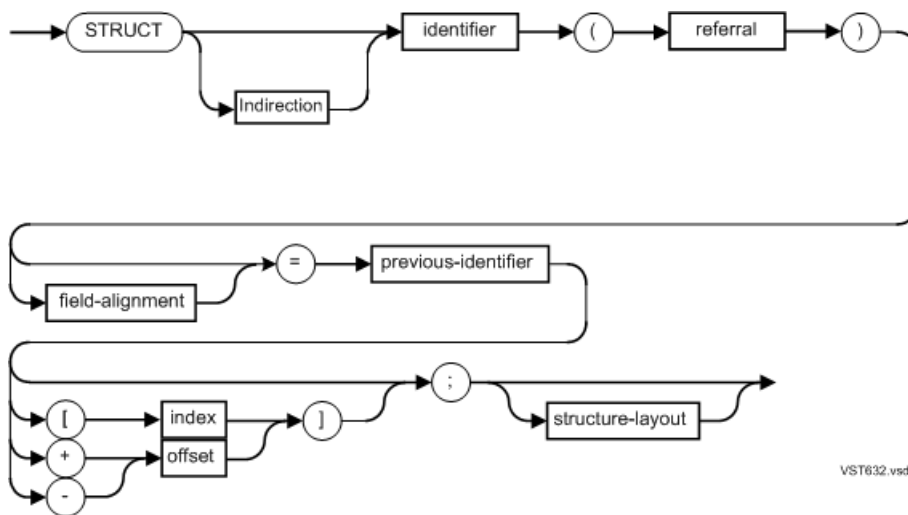 STRUCT identifier ( referral )
Indirection
= previous-identifier
field-alignment
;
[ index ] structure-layout
+ offset
-
VST632.vsd